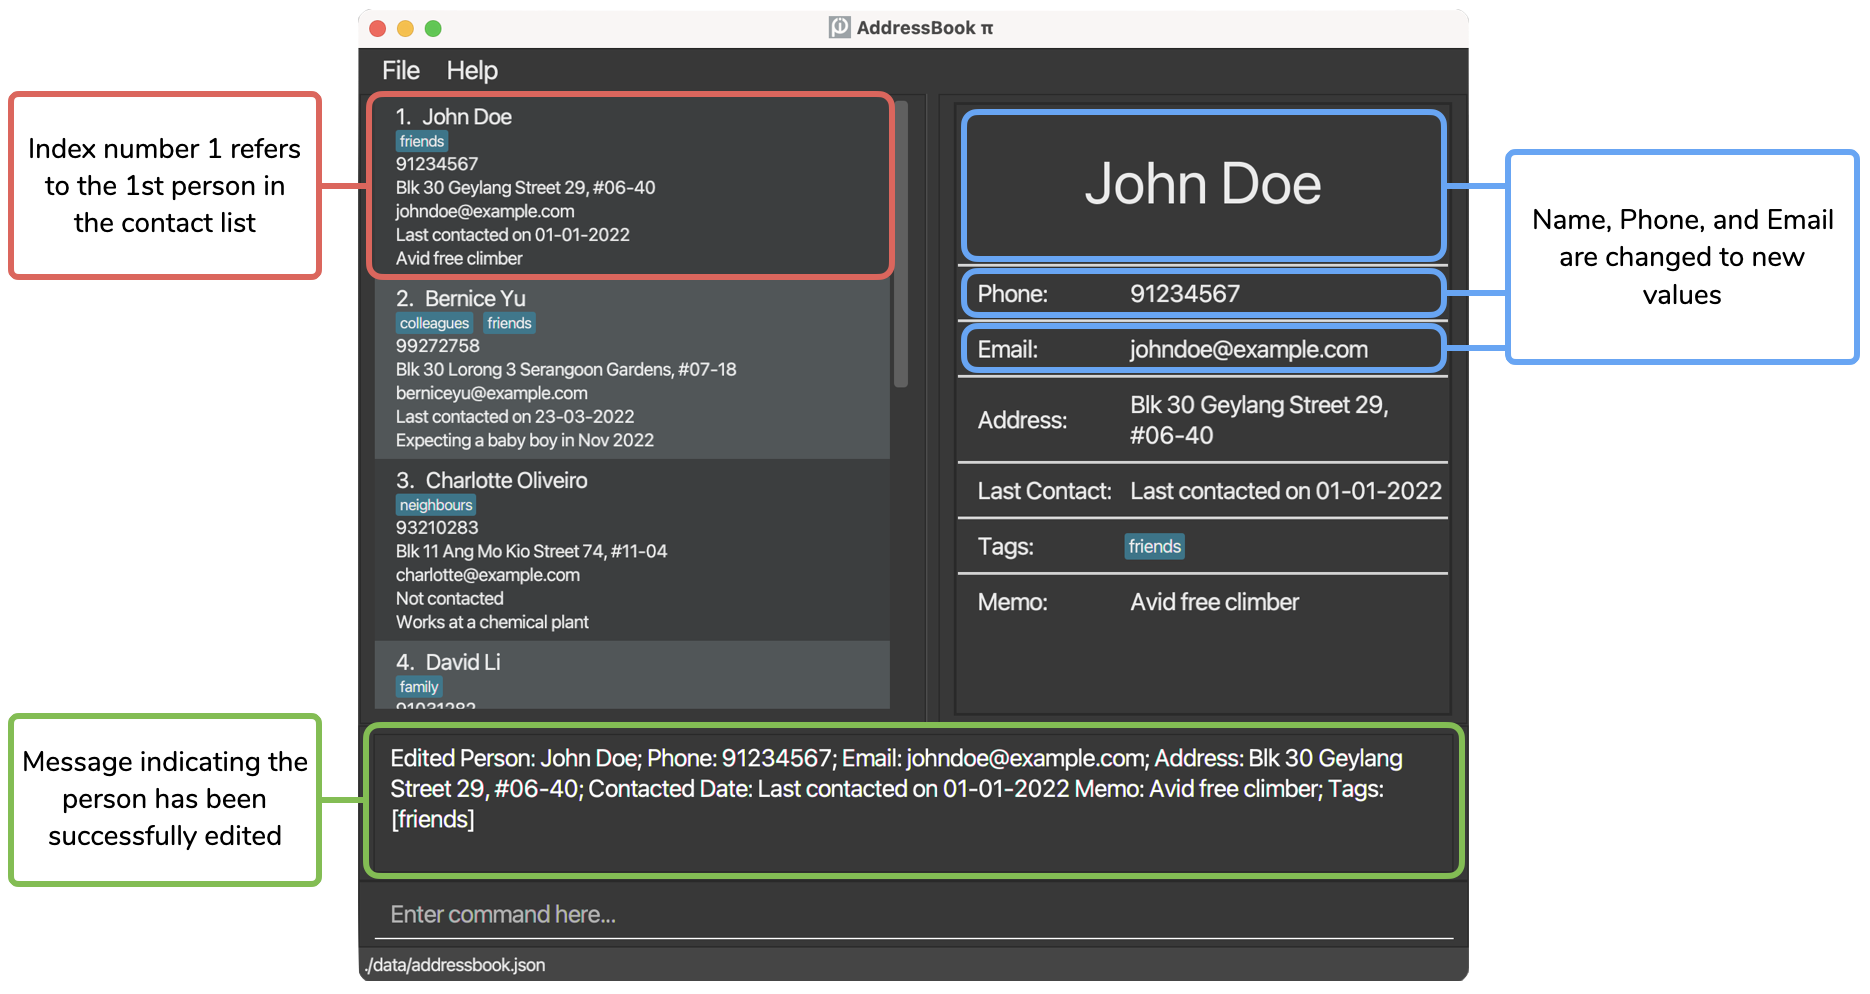 AddressBook π
File Help
Index number 1 refers
to the 1st person in
the contact list
1. John Doe
friends
91234567
Blk 30 Geylang Street 29, #06-40
johndoe@example.com
Last contacted on 01-01-2022
Avid free climber
2. Bernice Yu
colleagues friends
99272758
Blk 30 Lorong 3 Serangoon Gardens, #07-18
berniceyu@example.com
Last contacted on 23-03-2022
Expecting a baby boy in Nov 2022
3. Charlotte Oliveiro
neighbours
93210283
Blk 11 Ang Mo Kio Street 74, #11-04
charlotte@example.com
Not contacted
Works at a chemical plant
4. David Li
family
91031282
John Doe
Phone: 91234567
Email: johndoe@example.com
Address: Blk 30 Geylang Street 29,
#06-40
Last Contact: Last contacted on 01-01-2022
Tags: friends
Memo: Avid free climber
Name, Phone, and Email
are changed to new
values
Message indicating the
person has been
successfully edited
Edited Person: John Doe; Phone: 91234567; Email: johndoe@example.com; Address: Blk 30 Geylang
Street 29, #06-40; Contacted Date: Last contacted on 01-01-2022 Memo: Avid free climber; Tags:
[friends]
Enter command here...
./data/addressbook.json